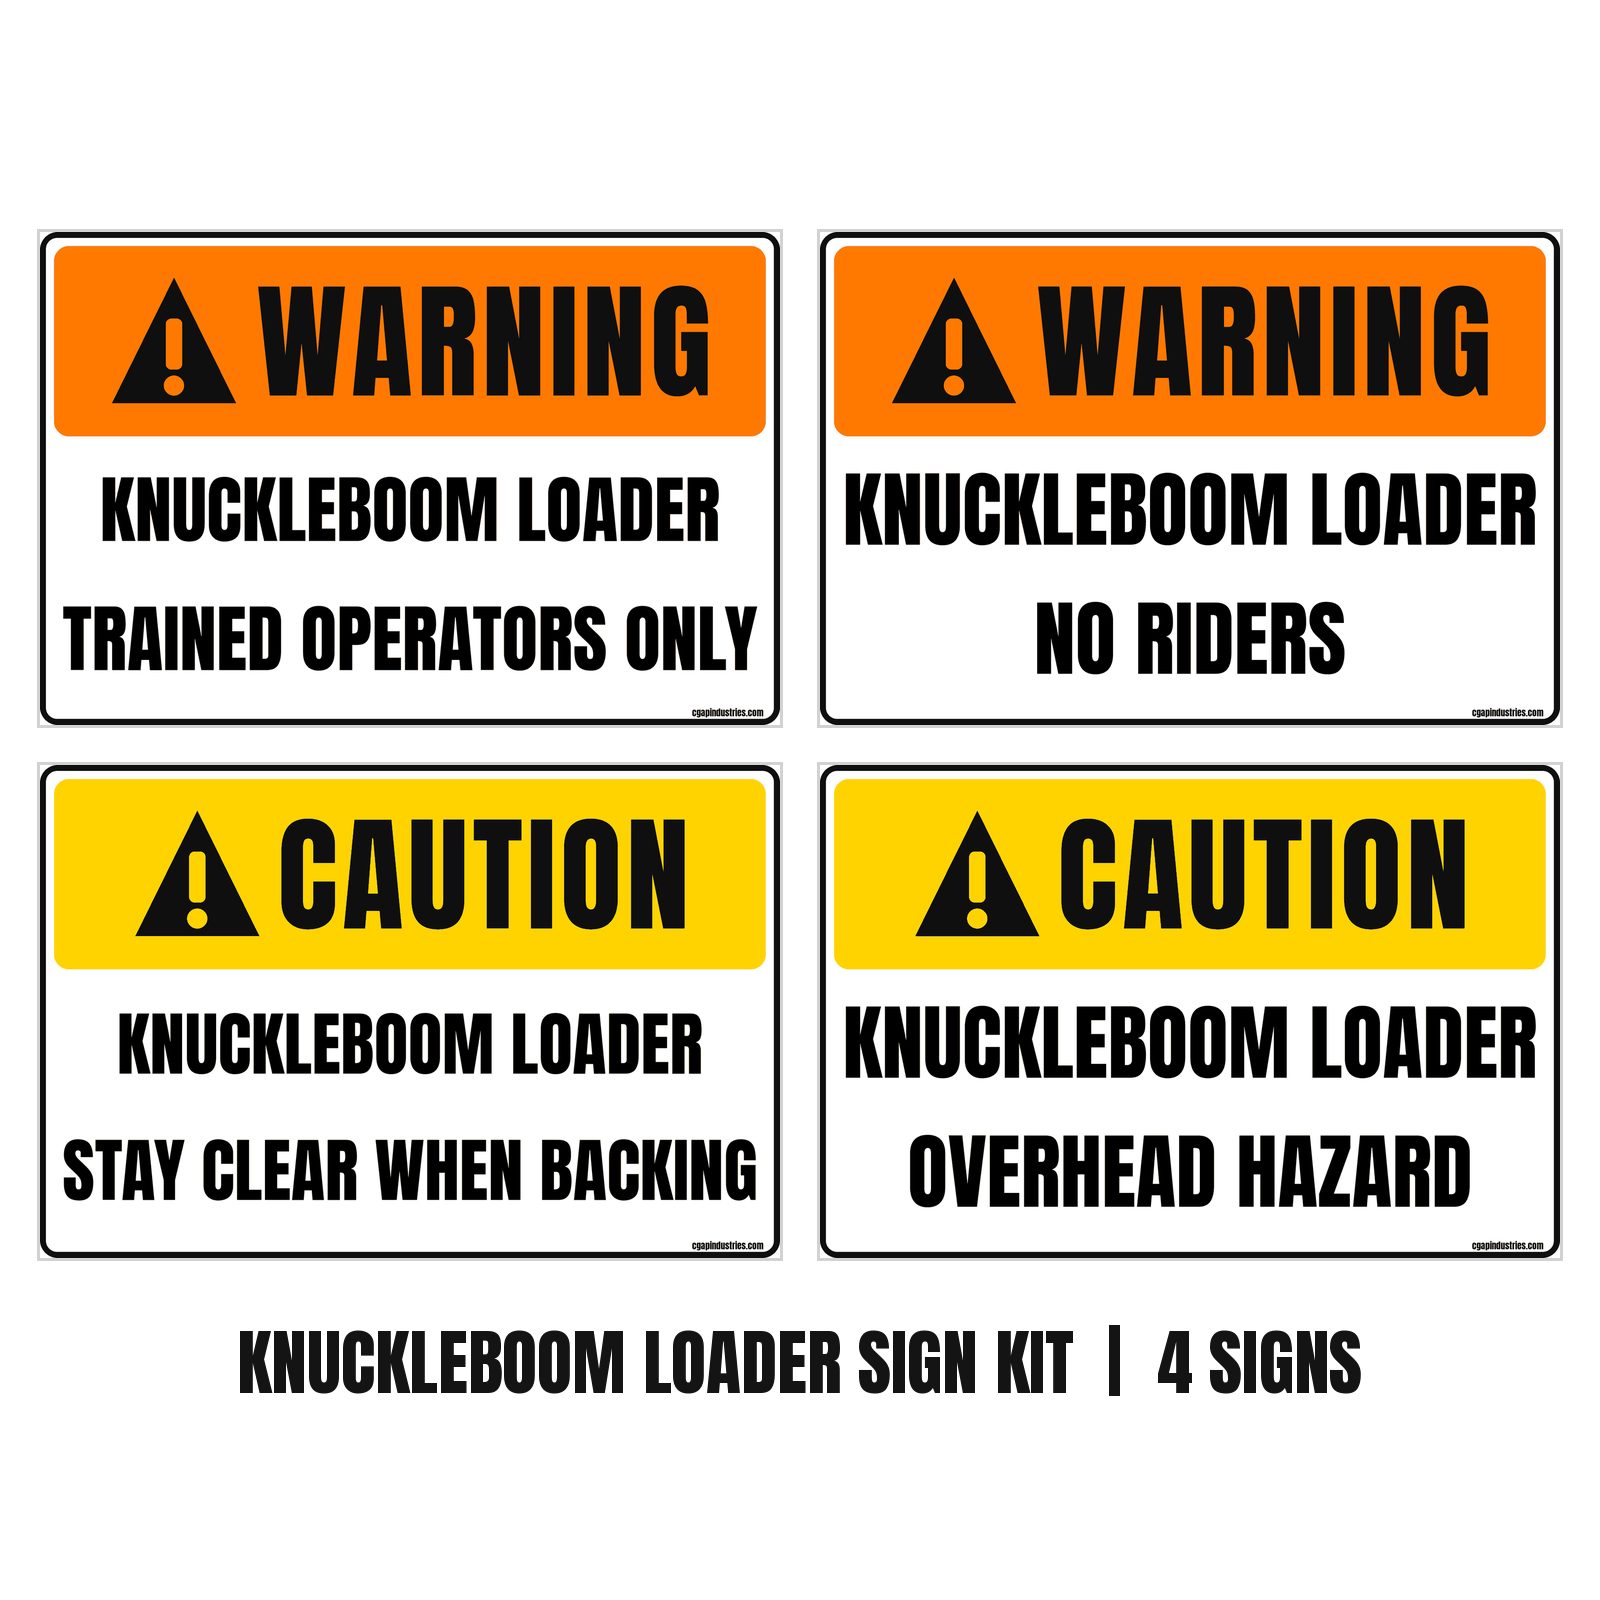 WARNING
KNUCKLEBOOM LOADER
TRAINED OPERATORS ONLY
cgapindustries.com
WARNING
KNUCKLEBOOM LOADER
NO RIDERS
cgapindustries.com
CAUTION
KNUCKLEBOOM LOADER
STAY CLEAR WHEN BACKING
cgapindustries.com
CAUTION
KNUCKLEBOOM LOADER
OVERHEAD HAZARD
cgapindustries.com
KNUCKLEBOOM LOADER SIGN KIT | 4 SIGNS